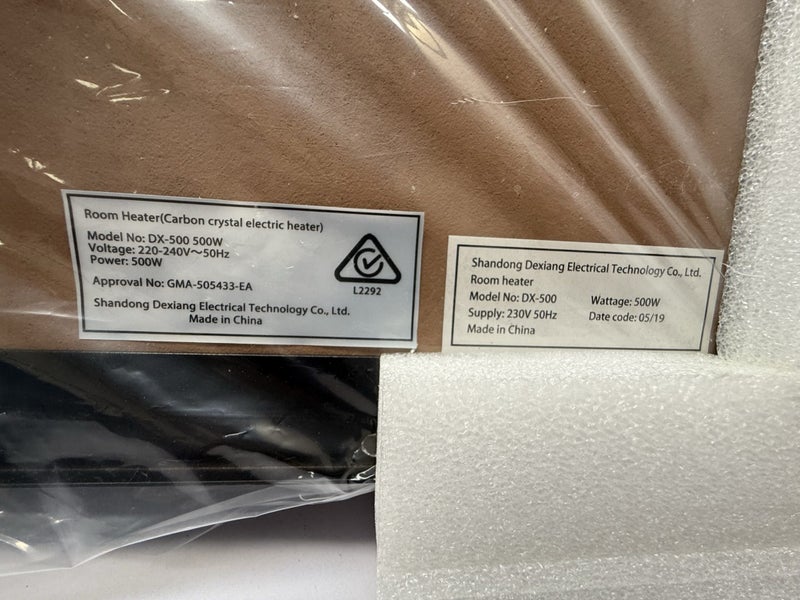 Room Heater(Carbon crystal electric heater)
Model No: DX-500 500W
Voltage: 220-240V～50Hz
Power: 500W
Approval No: GMA-505433-EA
L2292
Shandong Dexiang Electrical Technology Co., Ltd.
Made in China
Shandong Dexiang Electrical Technology Co., Ltd.
Room heater
Model No: DX-500 Wattage: 500W
Supply: 230V 50Hz Date code: 05/19
Made in China